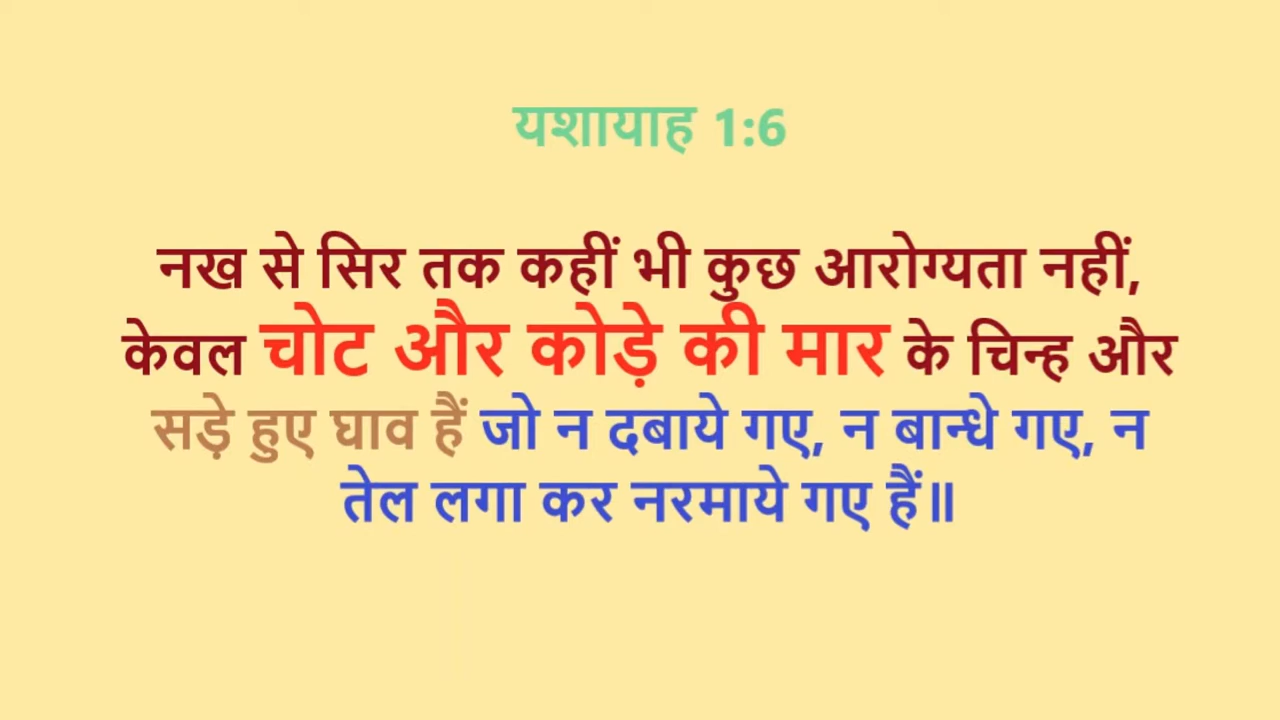 यशायाह 1:6
नख से सिर तक कहीं भी कुछ आरोग्यता नहीं,
केवल चोट और कोड़े की मार के चिन्ह और
सड़े हुए घाव हैं जो न दबाये गए, न बान्धे गए, न
तेल लगा कर नरमाये गए हैं॥